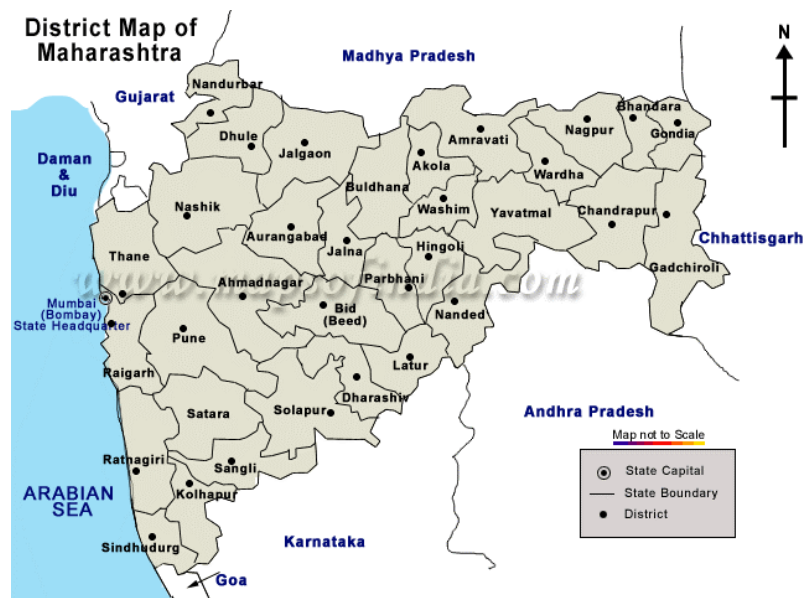 District Map of
Maharashtra
Madhya Pradesh
N
Gujarat
Nandurbar
Bhandara
Nagpur
Gondia
Dhule
Jalgaon
Amravati
Daman
&
Diu
Akola
Wardha
Buldhana
Nashik
Washim
Yavatmal
Chandrapur
Aurangabad
Chhattisgarh
Thane
Jalna
Hingoli
Gadchiroli
www.mapsofindia.com
Ahmadnagar
Parbhani
Mumbai
(Bombay)
State Headquarter
Bid
(Beed)
Nanded
Pune
Raigarh
Latur
Dharashiv
Satara
Solapur
Andhra Pradesh
Map not to Scale
Ratnagiri
Sangli
Kolhapur
State Capital
State Boundary
District
ARABIAN
SEA
Sindhudurg
Karnataka
Goa